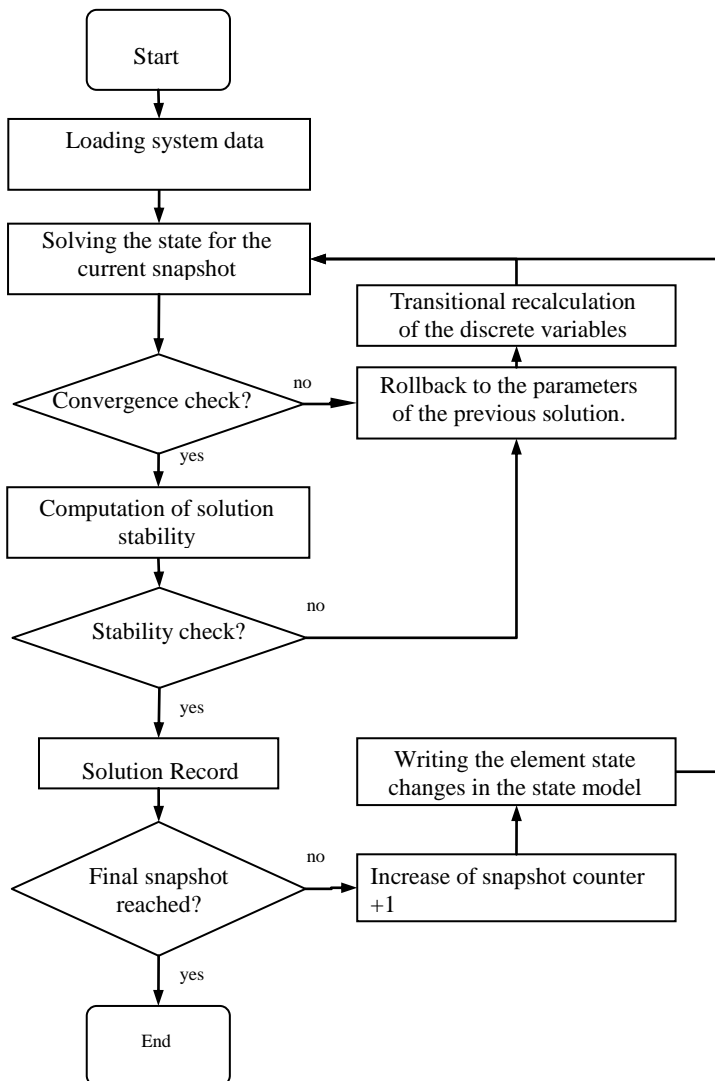 Start
Loading system data
Solving the state for the
current snapshot
Transitional recalculation
of the discrete variables
no
Convergence check?
Rollback to the parameters
of the previous solution.
yes
Computation of solution
stability
no
Stability check?
yes
Solution Record
Writing the element state
changes in the state model
no
Final snapshot
reached?
Increase of snapshot counter
+1
yes
End